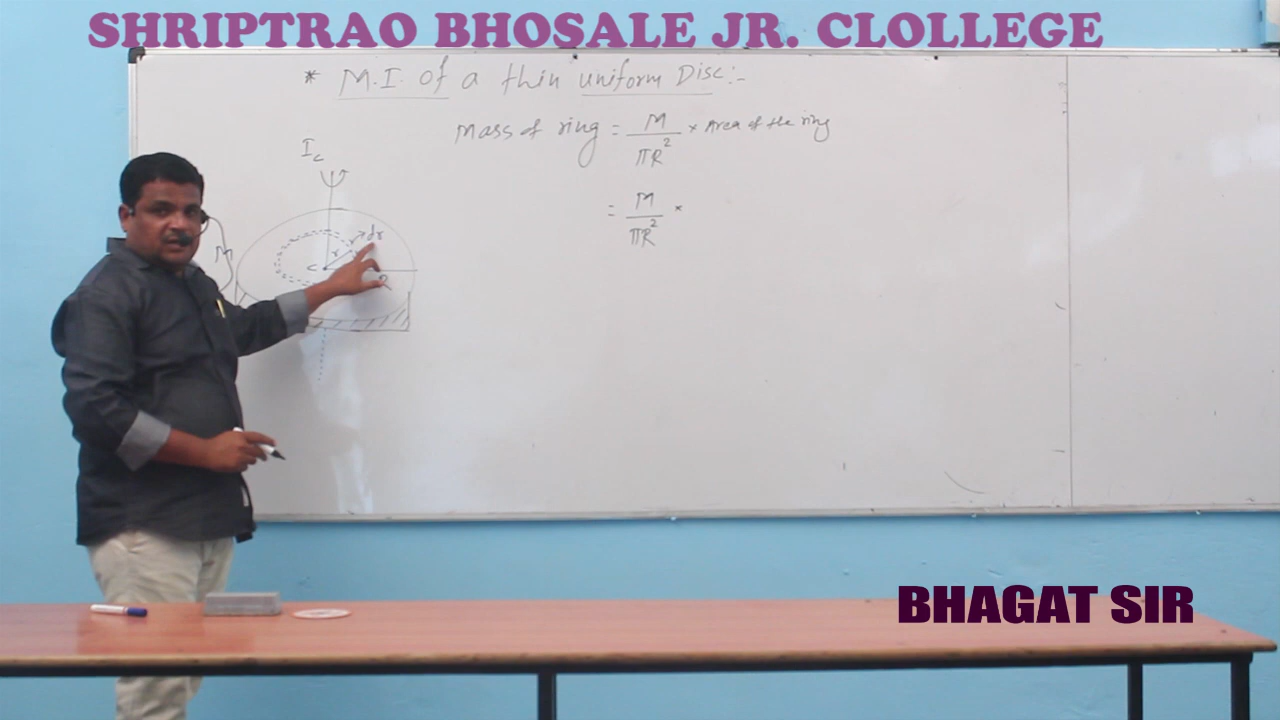 SHRIPTRAO BHOSALE JR. CLOLLEGE
* M.I. of a thin uniform Disc:-
Mass of ring = M/πR² × Area of the ring
= M/πR² ×
Ic
dr
r
C
R
M
BHAGAT SIR